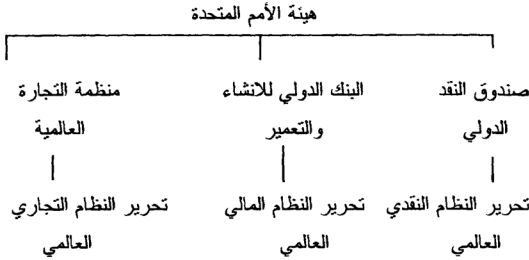 هيئة الأمم المتحدة
صندوق النقد
الدولي
البنك الدولي للانشاء
والتعمير
منظمة التجارة
العالمية
تحرير النظام النقدي
العالمي
تحرير النظام المالي
العالمي
تحرير النظام التجاري
العالمي